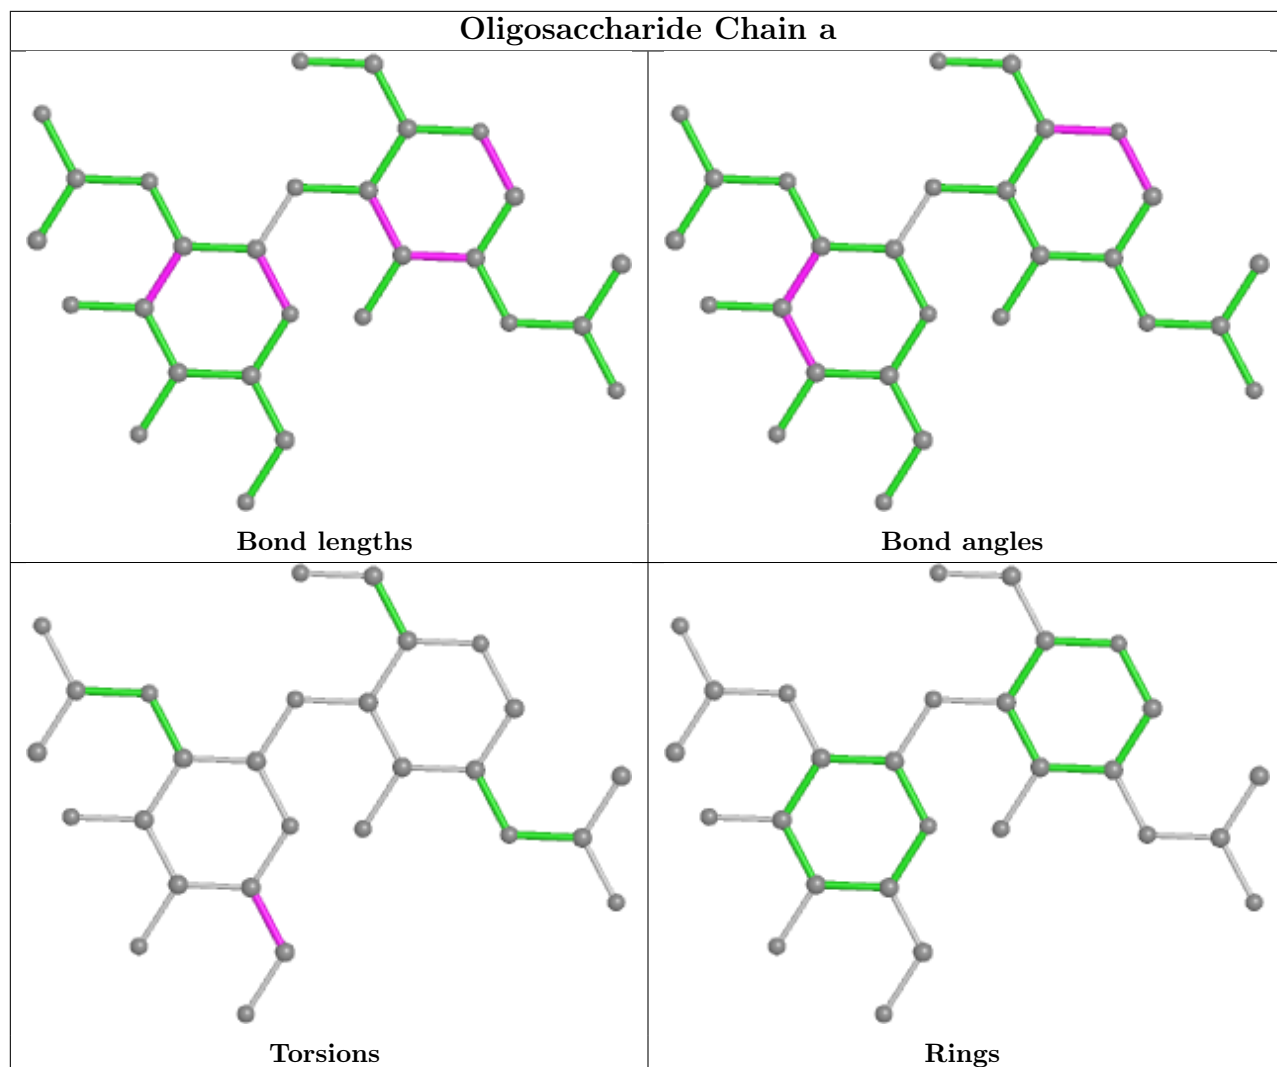 Oligosaccharide Chain a
Bond lengths
Bond angles
Torsions
Rings